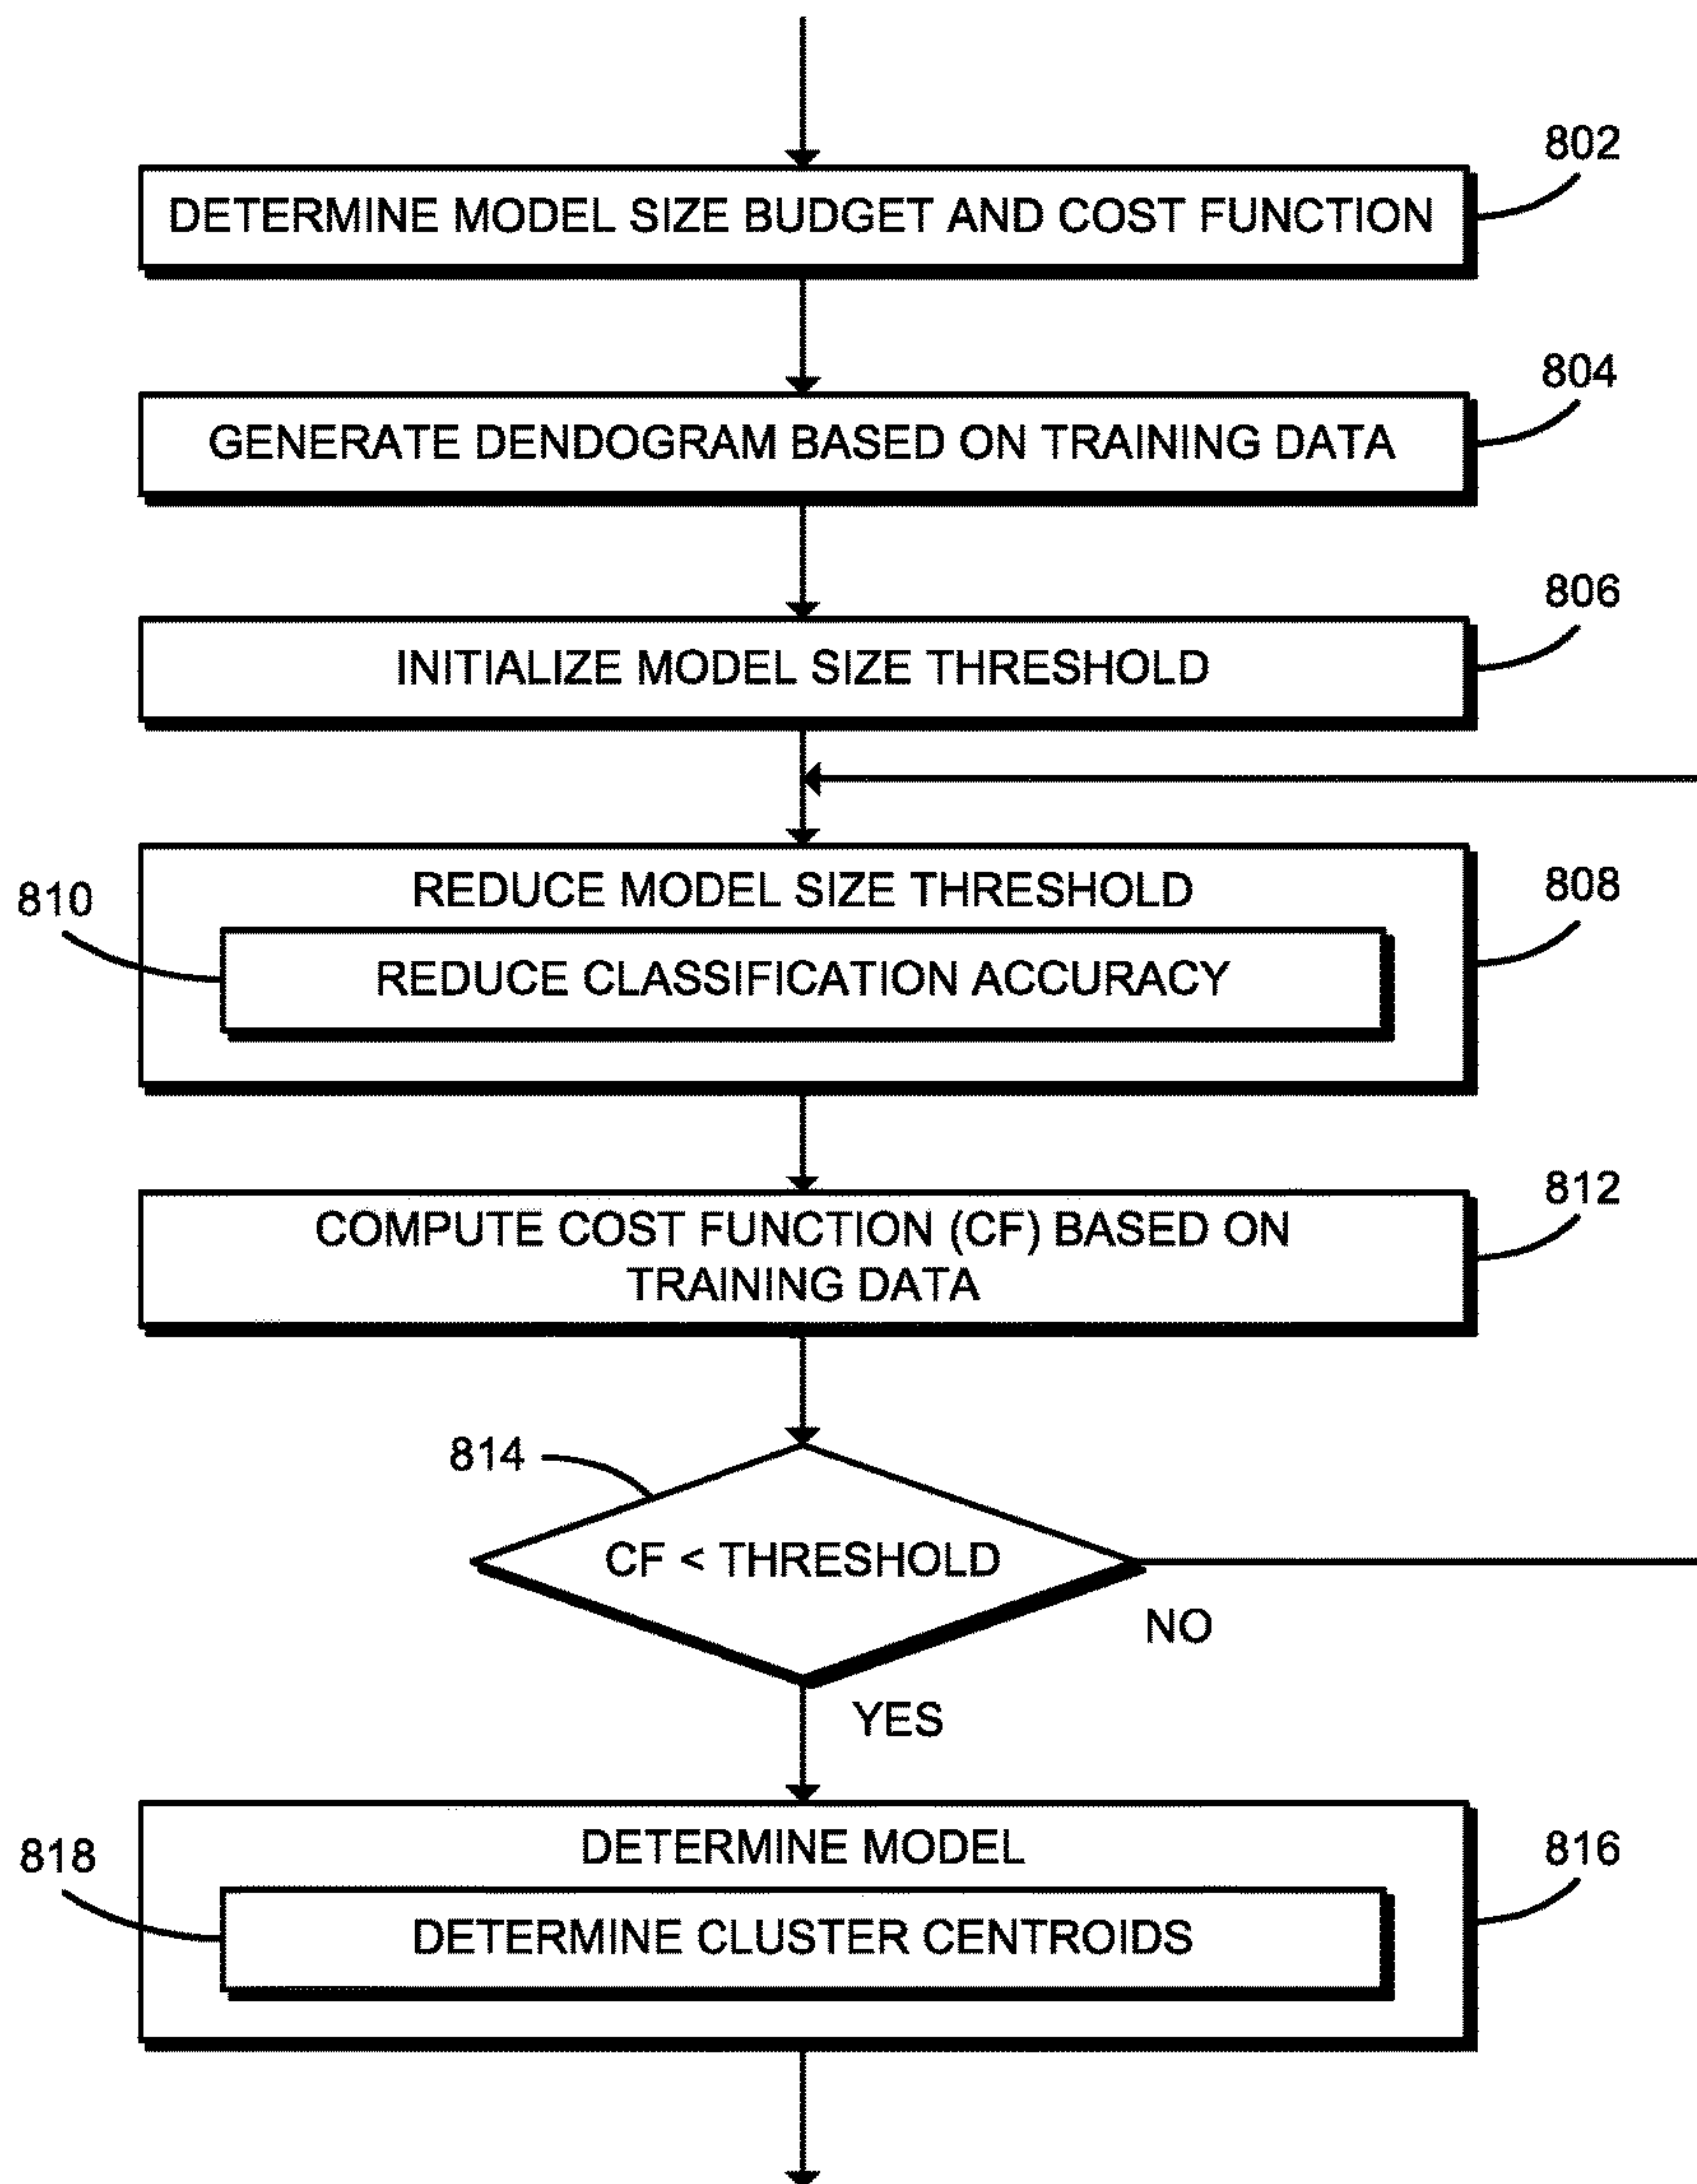 802
DETERMINE MODEL SIZE BUDGET AND COST FUNCTION
804
GENERATE DENDOGRAM BASED ON TRAINING DATA
806
INITIALIZE MODEL SIZE THRESHOLD
808
REDUCE MODEL SIZE THRESHOLD
810
REDUCE CLASSIFICATION ACCURACY
812
COMPUTE COST FUNCTION (CF) BASED ON
TRAINING DATA
814
CF < THRESHOLD
NO
YES
816
DETERMINE MODEL
818
DETERMINE CLUSTER CENTROIDS